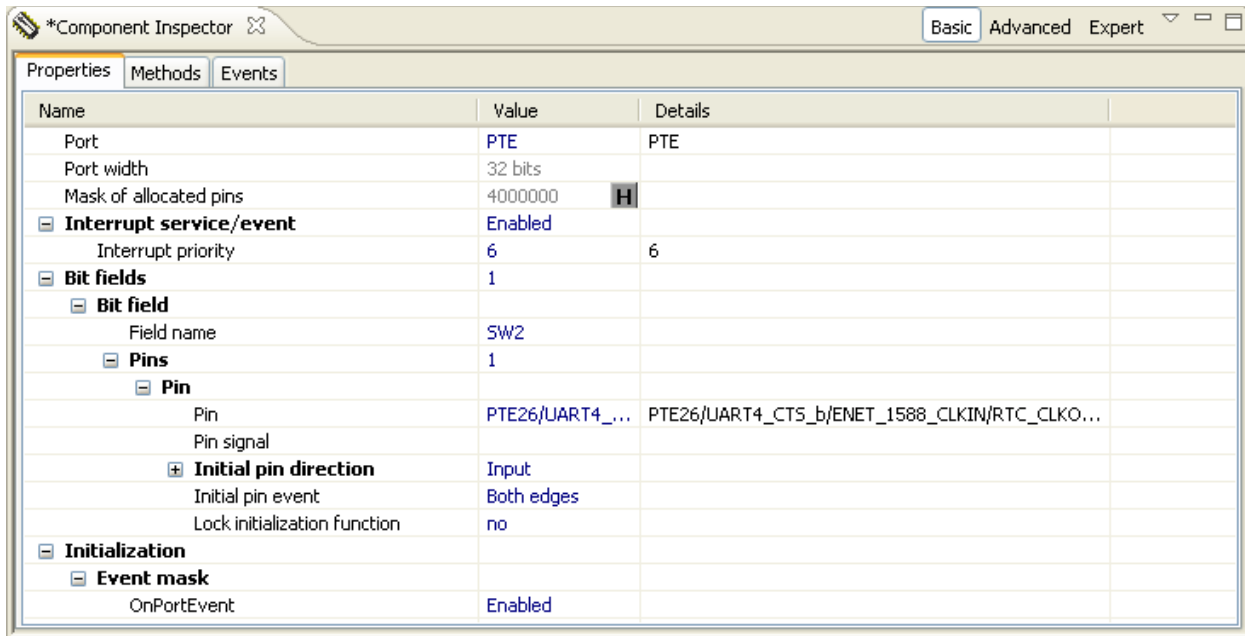 *Component Inspector
Basic Advanced Expert
Properties Methods Events
Name Value Details
Port PTE PTE
Port width 32 bits
Mask of allocated pins 4000000 H
Interrupt service/event Enabled
Interrupt priority 6 6
Bit fields 1
Bit field
Field name SW2
Pins 1
Pin
Pin PTE26/UART4_... PTE26/UART4_CTS_b/ENET_1588_CLKIN/RTC_CLKO...
Pin signal
Initial pin direction Input
Initial pin event Both edges
Lock initialization function no
Initialization
Event mask
OnPortEvent Enabled